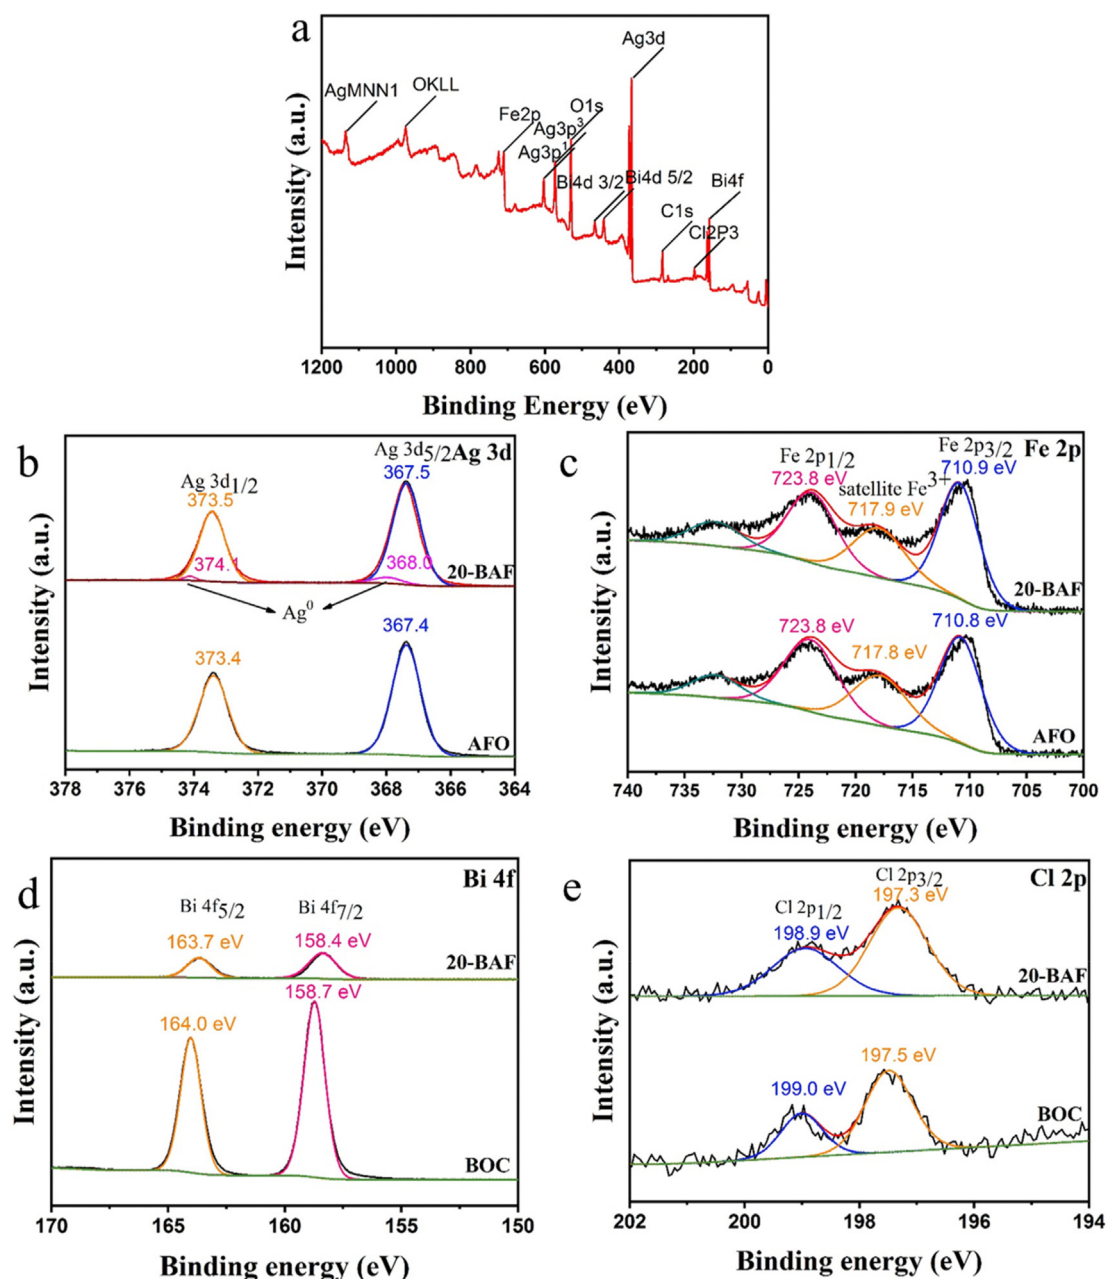 a
Ag3d
AgMNN1
OKLL
Fe2p
O1s
Ag3p3
Ag3p1
Bi4d 3/2
Bi4d 5/2
Bi4f
C1s
Cl2P3
Intensity (a.u.)
1200 1000 800 600 400 200 0
Binding Energy (eV)
b
Ag 3d5/2
Ag 3d
367.5
Ag 3d1/2
373.5
374.1
368.0
20-BAF
Ag0
367.4
373.4
AFO
Intensity (a.u.)
378 376 374 372 370 368 366 364
Binding energy (eV)
c
Fe 2p3/2
Fe 2p
Fe 2p1/2
710.9 eV
723.8 eV
satellite Fe3+
717.9 eV
20-BAF
723.8 eV
710.8 eV
717.8 eV
AFO
Intensity (a.u.)
740 735 730 725 720 715 710 705 700
Binding energy (eV)
d
Bi 4f
Bi 4f5/2
Bi 4f7/2
163.7 eV
158.4 eV
20-BAF
158.7 eV
164.0 eV
BOC
Intensity (a.u.)
170 165 160 155 150
Binding energy (eV)
e
Cl 2p3/2
Cl 2p
197.3 eV
Cl 2p1/2
198.9 eV
20-BAF
197.5 eV
199.0 eV
BOC
Intensity (a.u.)
202 200 198 196 194
Binding energy (eV)